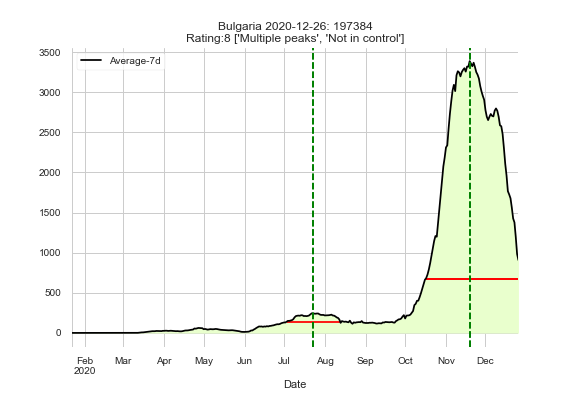 Bulgaria 2020-12-26: 197384
Rating:8 ['Multiple peaks', 'Not in control']
Average-7d
3500
3000
2500
2000
1500
1000
500
0
Feb Mar Apr May Jun Jul Aug Sep Oct Nov Dec
2020
Date